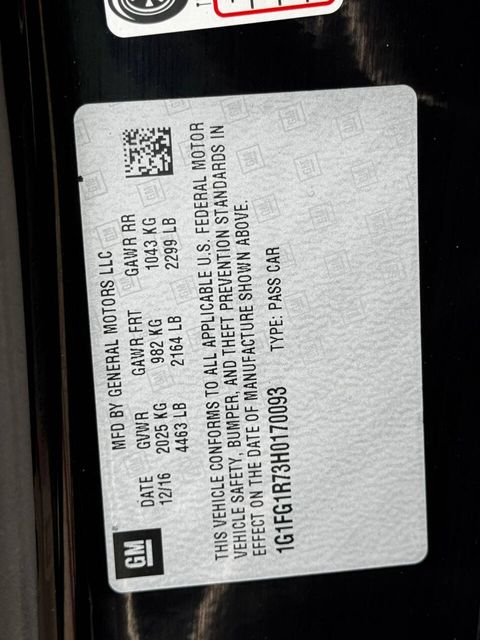 GM
MFD BY GENERAL MOTORS LLC
DATE GVWR GAWR FRT GAWR RR
12/16 2025 KG 982 KG 1043 KG
4463 LB 2164 LB 2299 LB
THIS VEHICLE CONFORMS TO ALL APPLICABLE U.S. FEDERAL MOTOR
VEHICLE SAFETY, BUMPER, AND THEFT PREVENTION STANDARDS IN
EFFECT ON THE DATE OF MANUFACTURE SHOWN ABOVE.
1G1FG1R73H0170093 TYPE: PASS CAR